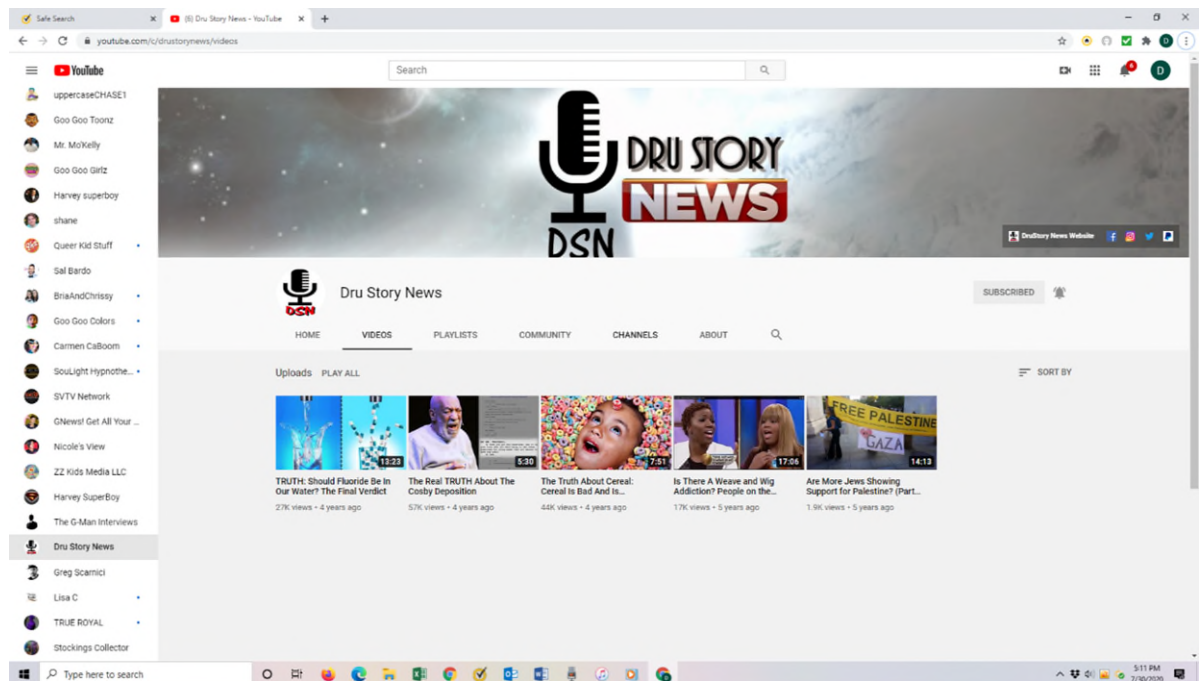 Safe Search
(6) Dru Story News - YouTube
youtube.com/c/drustorynews/videos
YouTube
Search
6
D
uppercaseCHASE1
Goo Goo Toonz
Mr. Mo'Kelly
Goo Goo Girlz
Harvey superboy
shane
Queer Kid Stuff
Sal Bardo
BriaAndChrissy
Goo Goo Colors
Carmen CaBoom
SouLight Hypnothe...
SVTV Network
GNews! Get All Your ...
Nicole's View
ZZ Kids Media LLC
Harvey SuperBoy
The G-Man Interviews
Dru Story News
Greg Scarnici
Lisa C
TRUE ROYAL
Stockings Collector
DRU STORY
NEWS
DSN
DruStory News Website
DSN
Dru Story News
SUBSCRIBED
HOME VIDEOS PLAYLISTS COMMUNITY CHANNELS ABOUT
Uploads PLAY ALL
SORT BY
13:23
TRUTH: Should Fluoride Be In
Our Water? The Final Verdict
27K views • 4 years ago
5:30
The Real TRUTH About The
Cosby Deposition
57K views • 4 years ago
7:51
The Truth About Cereal:
Cereal Is Bad And Is...
44K views • 4 years ago
17:06
Is There A Weave and Wig
Addiction? People on the...
17K views • 5 years ago
FREE PALESTINE
GAZA
14:13
Are More Jews Showing
Support for Palestine? (Part...
1.9K views • 5 years ago
Type here to search
5:11 PM
7/30/2020